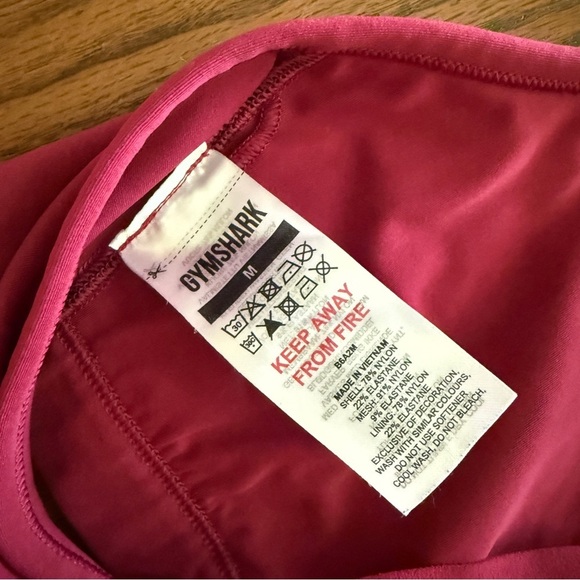 GYMSHARK
M
30
KEEP AWAY
FROM FIRE
B6A2M
MADE IN VIETNAM
SHELL: 78% NYLON
22% ELASTANE
MESH: 91% NYLON
9% ELASTANE
LINING: 78% NYLON
22% ELASTANE
EXCLUSIVE OF DECORATION.
WASH WITH SIMILAR COLOURS,
DO NOT USE SOFTENER
COOL WASH, DO NOT BLEACH,